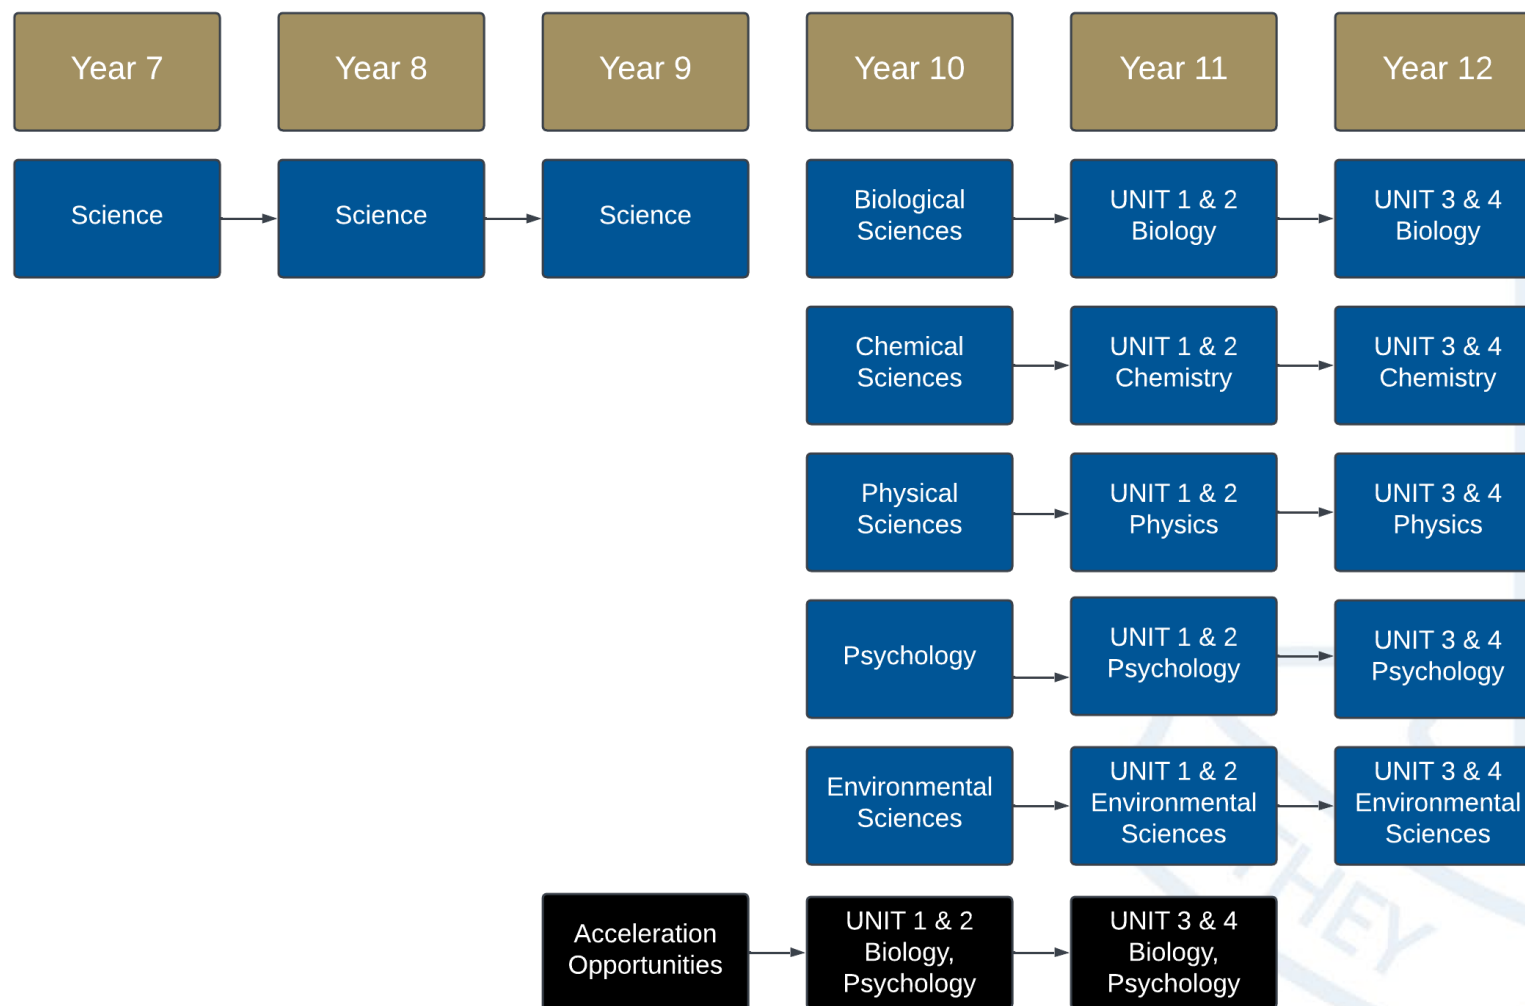 Year 7
Year 8
Year 9
Year 10
Year 11
Year 12
Science
Science
Science
Biological
Sciences
UNIT 1 & 2
Biology
UNIT 3 & 4
Biology
Chemical
Sciences
UNIT 1 & 2
Chemistry
UNIT 3 & 4
Chemistry
Physical
Sciences
UNIT 1 & 2
Physics
UNIT 3 & 4
Physics
Psychology
UNIT 1 & 2
Psychology
UNIT 3 & 4
Psychology
Environmental
Sciences
UNIT 1 & 2
Environmental
Sciences
UNIT 3 & 4
Environmental
Sciences
Acceleration
Opportunities
UNIT 1 & 2
Biology,
Psychology
UNIT 3 & 4
Biology,
Psychology
THEY